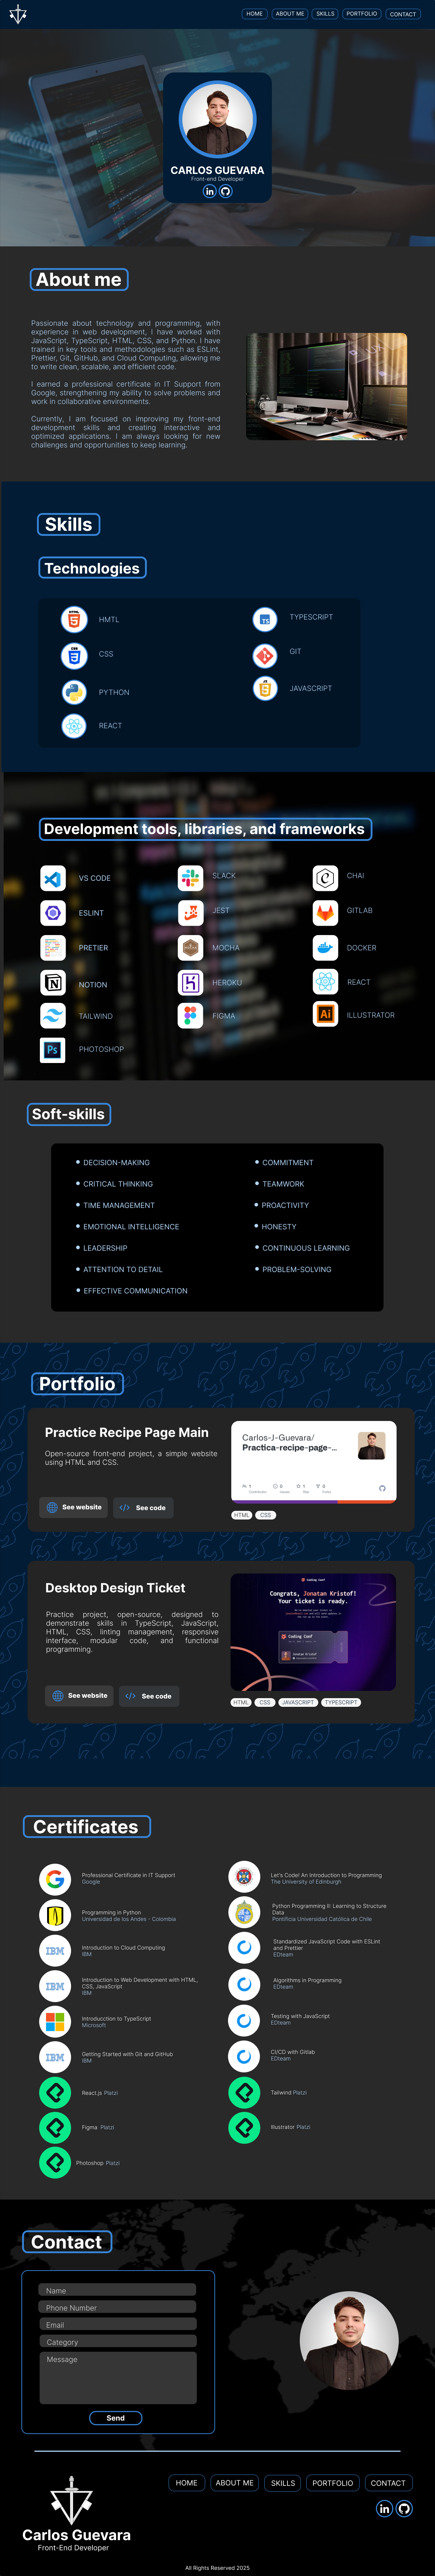 HOME
ABOUT ME
SKILLS
PORTFOLIO
CONTACT
CARLOS GUEVARA
Front-end Developer
in
About me
Passionate about technology and programming, with
experience in web development, I have worked with
JavaScript, TypeScript, HTML, CSS, and Python. I have
trained in key tools and methodologies such as ESLint,
Prettier, Git, GitHub, and Cloud Computing, allowing me
to write clean, scalable, and efficient code.
I earned a professional certificate in IT Support from
Google, strengthening my ability to solve problems and
work in collaborative environments.
Currently, I am focused on improving my front-end
development skills and creating interactive and
optimized applications. I am always looking for new
challenges and opportunities to keep learning.
Skills
Technologies
HMTL
CSS
PYTHON
REACT
TYPESCRIPT
GIT
JAVASCRIPT
Development tools, libraries, and frameworks
VS CODE
ESLINT
PRETIER
NOTION
TAILWIND
PHOTOSHOP
SLACK
JEST
MOCHA
HEROKU
FIGMA
CHAI
GITLAB
DOCKER
REACT
ILLUSTRATOR
Soft-skills
DECISION-MAKING
CRITICAL THINKING
TIME MANAGEMENT
EMOTIONAL INTELLIGENCE
LEADERSHIP
ATTENTION TO DETAIL
EFFECTIVE COMMUNICATION
COMMITMENT
TEAMWORK
PROACTIVITY
HONESTY
CONTINUOUS LEARNING
PROBLEM-SOLVING
Portfolio
Practice Recipe Page Main
Open-source front-end project, a simple website
using HTML and CSS.
See website
See code
Carlos-J-Guevara/
Practica-recipe-page-...
HTML
CSS
Desktop Design Ticket
Practice project, open-source, designed to
demonstrate skills in TypeScript, JavaScript,
HTML, CSS, linting management, responsive
interface, modular code, and functional
programming.
See website
See code
Coding Conf
Congrats, Jonatan Kristof!
Your ticket is ready.
Coding Conf
Jonatan Kristof
HTML
CSS
JAVASCRIPT
TYPESCRIPT
Certificates
Professional Certificate in IT Support
Google
Programming in Python
Universidad de los Andes - Colombia
Introduction to Cloud Computing
IBM
Introduction to Web Development with HTML,
CSS, JavaScript
IBM
Introducction to TypeScript
Microsoft
Getting Started with Git and GitHub
IBM
React.js Platzi
Figma Platzi
Photoshop Platzi
Let's Code! An Introduction to Programming
The University of Edinburgh
Python Programming II: Learning to Structure
Data
Pontificia Universidad Católica de Chile
Standardized JavaScript Code with ESLint
and Prettier
EDteam
Algorithms in Programming
EDteam
Testing with JavaScript
EDteam
CI/CD with Gitlab
EDteam
Tailwind Platzi
Illustrator Platzi
Contact
Name
Phone Number
Email
Category
Message
Send
Carlos Guevara
Front-End Developer
HOME
ABOUT ME
SKILLS
PORTFOLIO
CONTACT
in
All Rights Reserved 2025